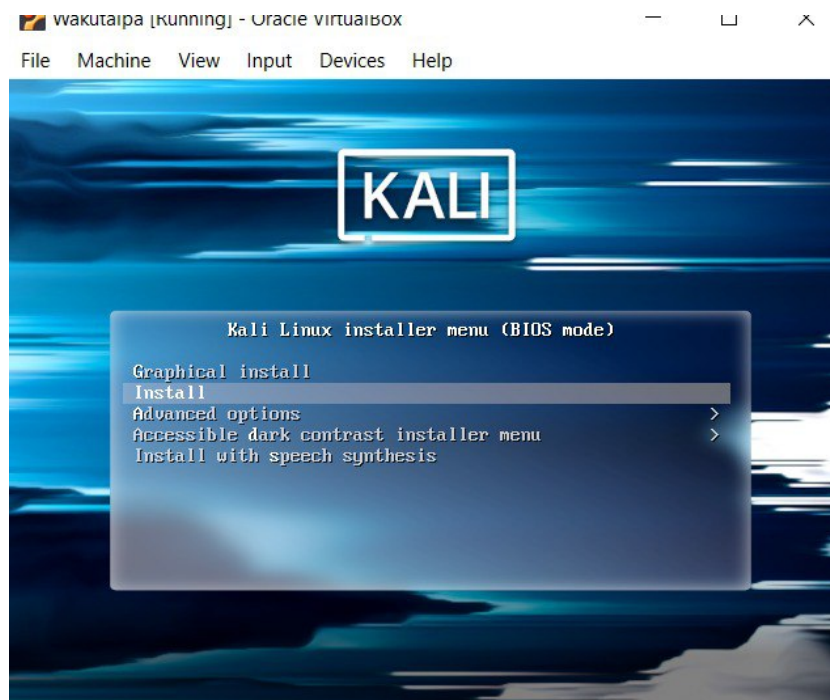 Wakutaipa [Running] - Oracle VirtualBox
File Machine View Input Devices Help
KALI
Kali Linux installer menu (BIOS mode)
Graphical install
Install
Advanced options >
Accessible dark contrast installer menu >
Install with speech synthesis